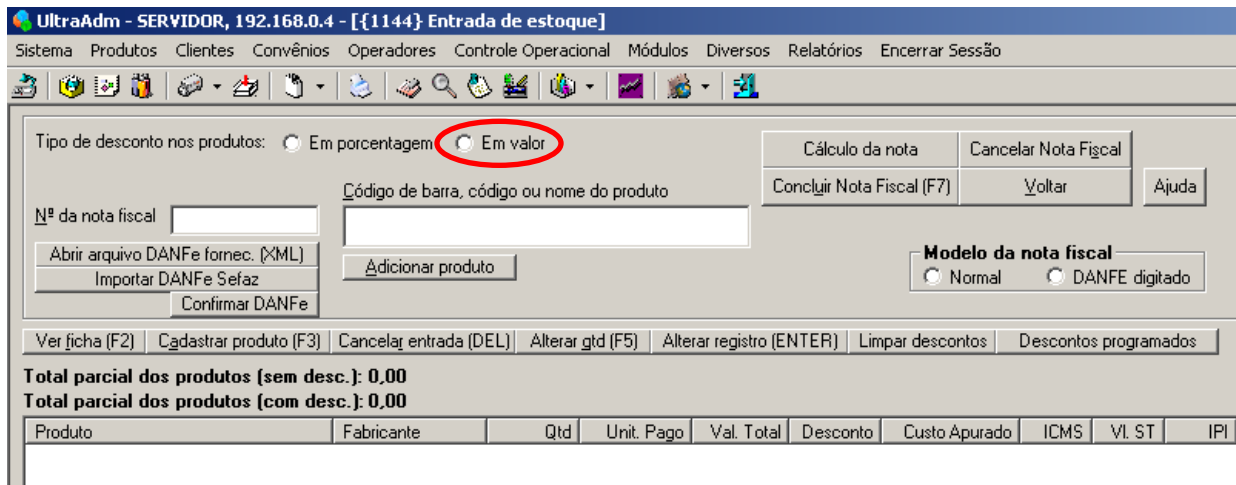 UltraAdm - SERVIDOR, 192.168.0.4 - [{1144} Entrada de estoque]
Sistema Produtos Clientes Convênios Operadores Controle Operacional Módulos Diversos Relatórios Encerrar Sessão
Tipo de desconto nos produtos: Em porcentagem Em valor
Cálculo da nota Cancelar Nota Fiscal
Concluir Nota Fiscal (F7) Voltar Ajuda
Código de barra, código ou nome do produto
Nº da nota fiscal
Abrir arquivo DANFe fornec. (XML)
Importar DANFe Sefaz
Confirmar DANFe
Adicionar produto
Modelo da nota fiscal
Normal DANFE digitado
Ver ficha (F2) Cadastrar produto (F3) Cancelar entrada (DEL) Alterar qtd (F5) Alterar registro (ENTER) Limpar descontos Descontos programados
Total parcial dos produtos (sem desc.): 0,00
Total parcial dos produtos (com desc.): 0,00
Produto Fabricante Qtd Unit. Pago Val. Total Desconto Custo Apurado ICMS Vl. ST IPI